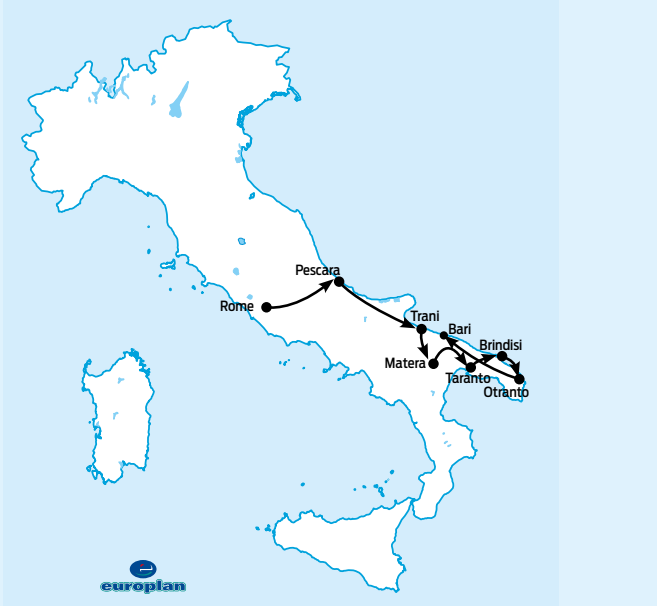 Pescara
Rome
Trani
Bari
Brindisi
Matera
Taranto
Otranto
europlan